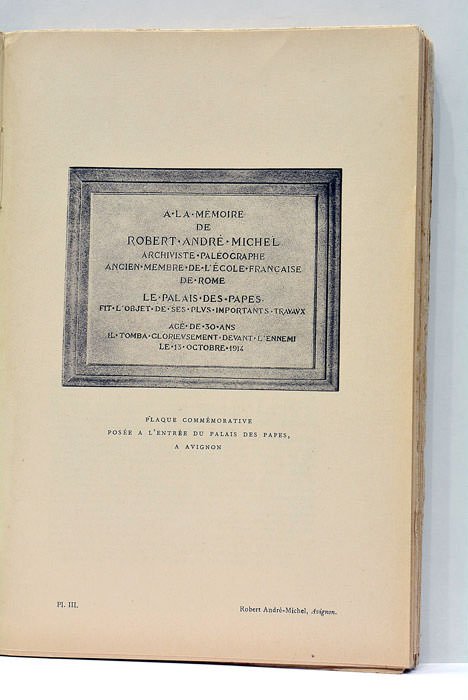 A·LA·MÉMOIRE
DE
ROBERT·ANDRÉ·MICHEL
ARCHIVISTE·PALÉOGRAPHE
ANCIEN·MEMBRE·DE·L'ÉCOLE·FRANÇAISE
DE·ROME
LE·PALAIS·DES·PAPES·
FIT·L'OBJET·DE·SES·PLVS·IMPORTANTS·TRAVAVX
AGÉ·DE·30·ANS
IL·TOMBA·GLORIEVSEMENT·DEVANT·L'ENNEMI
LE·13·OCTOBRE·1914
PLAQUE COMMÉMORATIVE
POSÉE A L'ENTRÉE DU PALAIS DES PAPES,
A AVIGNON
Pl. III.
Robert André-Michel, Avignon.